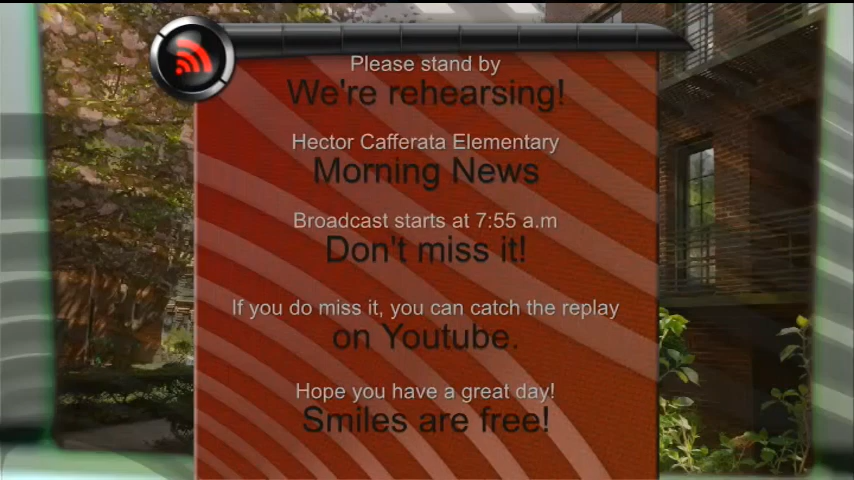 Please stand by
We're rehearsing!
Hector Cafferata Elementary
Morning News
Broadcast starts at 7:55 a.m
Don't miss it!
If you do miss it, you can catch the replay
on Youtube.
Hope you have a great day!
Smiles are free!